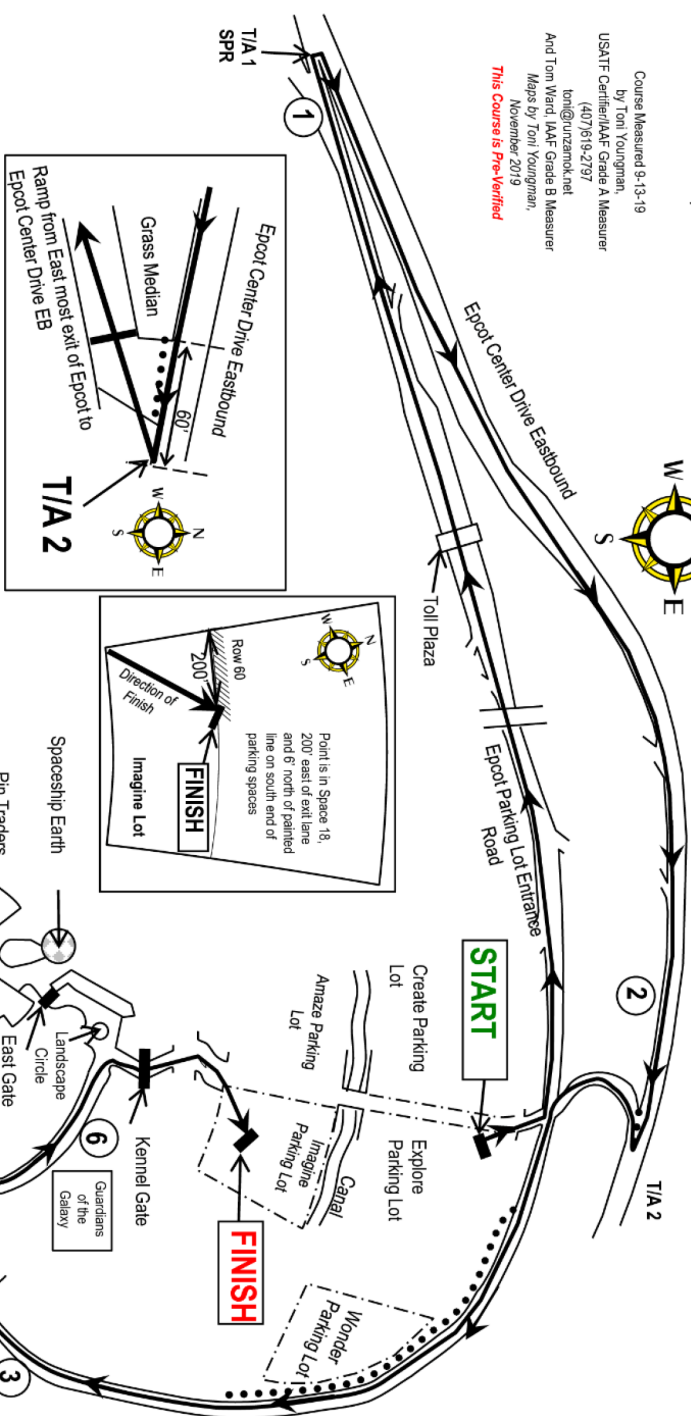 Course Measured 9-13-19
by Toni Youngman,
USATF Certifier/IAAF Grade A Measurer
(407)619-2797
toni@runzamok.net
And Tom Ward, IAAF Grade B Measurer
Maps by Toni Youngman,
November 2019
This Course is Pre-Verified
T/A 1
SPR
1
Epcot Center Drive Eastbound
W
E
S
Toll Plaza
Epcot Parking Lot Entrance
Road
2
T/A 2
Epcot Center Drive Eastbound
Grass Median
60'
Ramp from East most exit of Epcot to
Epcot Center Drive EB
T/A 2
N
W
E
S
N
W
E
S
Row 60
200'
Direction of
Finish
FINISH
Imagine Lot
Point is in Space 18,
200' east of exit lane
and 6' north of painted
line on south end of
parking spaces
START
Create Parking
Lot
Amaze Parking
Lot
Explore
Parking Lot
Canal
Imagine
Parking Lot
FINISH
Wonder
Parking Lot
Spaceship Earth
Pin Traders
East Gate
Landscape
Circle
Kennel Gate
6
Guardians
of the
Galaxy
3